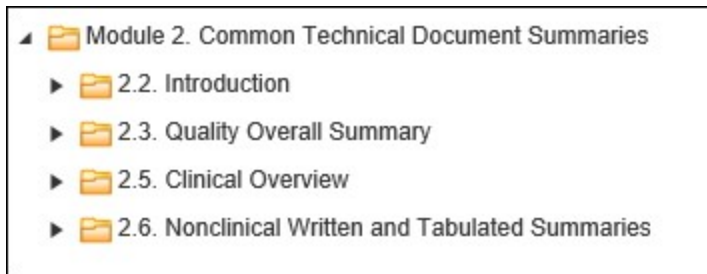 Module 2. Common Technical Document Summaries
2.2. Introduction
2.3. Quality Overall Summary
2.5. Clinical Overview
2.6. Nonclinical Written and Tabulated Summaries